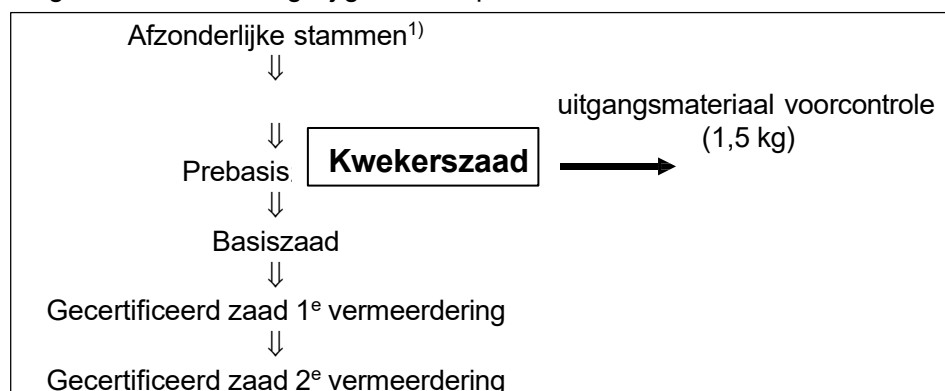 Afzonderlijke stammen1)
⇓
uitgangsmateriaal voorcontrole
(1,5 kg)
⇓
Kwekerszaad
Prebasis
⇓
Basiszaad
⇓
Gecertificeerd zaad 1e vermeerdering
⇓
Gecertificeerd zaad 2e vermeerdering